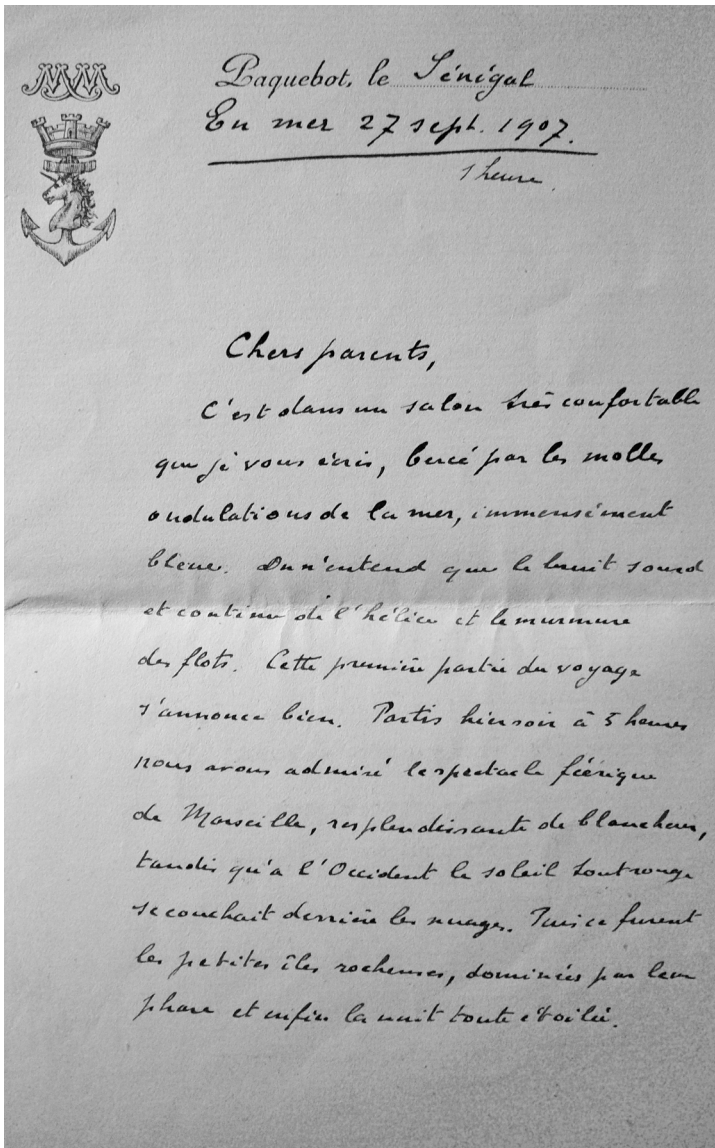 MM
Paquebot, le Sénégal
En mer 27 sept. 1907.
1 heure.
Chers parents,
C'est dans un salon très confortable
que je vous écris, bercé par les molles
ondulations de la mer, immensément
bleue. On n'entend que le bruit sourd
et continu de l'hélice et le murmure
des flots. Cette première partie du voyage
s'annonce bien. Partis hier soir à 5 heures
nous avons admiré le spectacle féérique
de Marseille, resplendissante de blancheur,
tandis qu'à l'Occident le soleil tout rouge
se couchait derrière les nuages. Puis ce furent
les petites îles rocheuses, dominées par leur
phare et enfin la nuit toute étoilée.